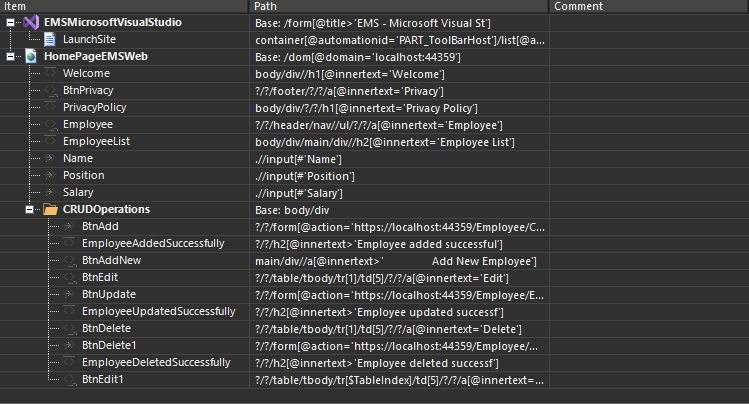 Item Path Comment
EMSMicrosoftVisualStudio Base: /form[@title>'EMS - Microsoft Visual St']
LaunchSite container[@automationid='PART_ToolBarHost']/list[@a...
HomePageEMSWeb Base: /dom[@domain='localhost:44359']
Welcome body/div//h1[@innertext='Welcome']
BtnPrivacy ?/?/footer/?/?/a[@innertext='Privacy']
PrivacyPolicy body/div/?/?/h1[@innertext='Privacy Policy']
Employee ?/?/header/nav//ul/?/?/a[@innertext='Employee']
EmployeeList body/div/main/div//h2[@innertext='Employee List']
Name .//input[#'Name']
Position .//input[#'Position']
Salary .//input[#'Salary']
CRUDOperations Base: body/div
BtnAdd ?/?/form[@action='https://localhost:44359/Employee/C...
EmployeeAddedSuccessfully ?/?/h2[@innertext>'Employee added successful']
BtnAddNew main/div//a[@innertext>' Add New Employee']
BtnEdit ?/?/table/tbody/tr[1]/td[5]/?/?/a[@innertext='Edit']
BtnUpdate ?/?/form[@action='https://localhost:44359/Employee/E...
EmployeeUpdatedSuccessfully ?/?/h2[@innertext>'Employee updated successf']
BtnDelete ?/?/table/tbody/tr[1]/td[5]/?/?/a[@innertext='Delete']
BtnDelete1 ?/?/form[@action='https://localhost:44359/Employee/...
EmployeeDeletedSuccessfully ?/?/h2[@innertext>'Employee deleted successf']
BtnEdit1 ?/?/table/tbody/tr[$TableIndex]/td[5]/?/?/a[@innertext=...